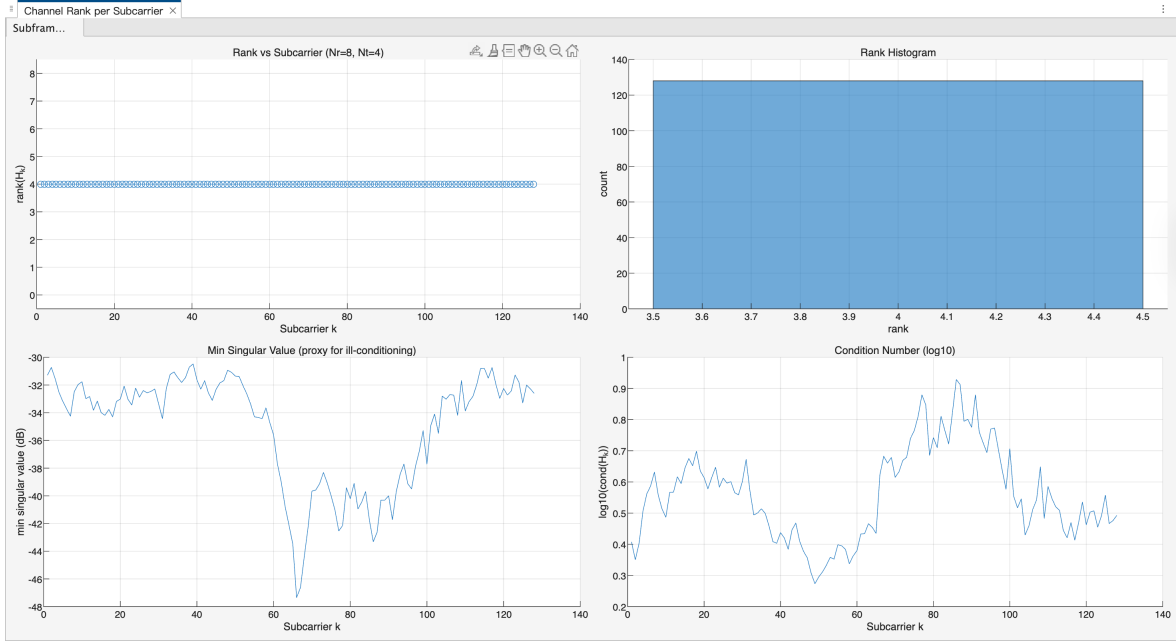 Channel Rank per Subcarrier ×
Subfram...
Rank vs Subcarrier (Nr=8, Nt=4)
8
7
6
5
4
3
2
1
0
rank(Hk)
0 20 40 60 80 100 120 140
Subcarrier k
Rank Histogram
140
120
100
80
60
40
20
0
count
3.5 3.6 3.7 3.8 3.9 4 4.1 4.2 4.3 4.4 4.5
rank
Min Singular Value (proxy for ill-conditioning)
-30
-32
-34
-36
-38
-40
-42
-44
-46
-48
min singular value (dB)
0 20 40 60 80 100 120 140
Subcarrier k
Condition Number (log10)
1
0.9
0.8
0.7
0.6
0.5
0.4
0.3
0.2
log10(cond(Hk))
0 20 40 60 80 100 120 140
Subcarrier k